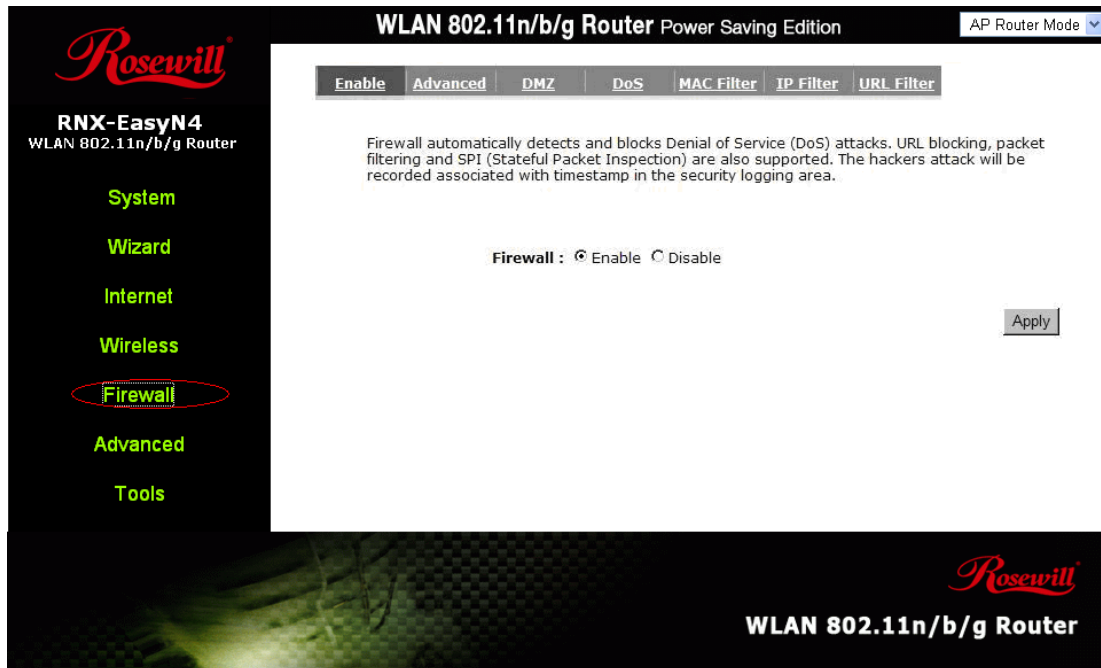 Rosewill
WLAN 802.11n/b/g Router Power Saving Edition
AP Router Mode
RNX-EasyN4
WLAN 802.11n/b/g Router
System
Wizard
Internet
Wireless
Firewall
Advanced
Tools
Enable Advanced DMZ DoS MAC Filter IP Filter URL Filter
Firewall automatically detects and blocks Denial of Service (DoS) attacks. URL blocking, packet
filtering and SPI (Stateful Packet Inspection) are also supported. The hackers attack will be
recorded associated with timestamp in the security logging area.
Firewall : Enable Disable
Apply
Rosewill
WLAN 802.11n/b/g Router